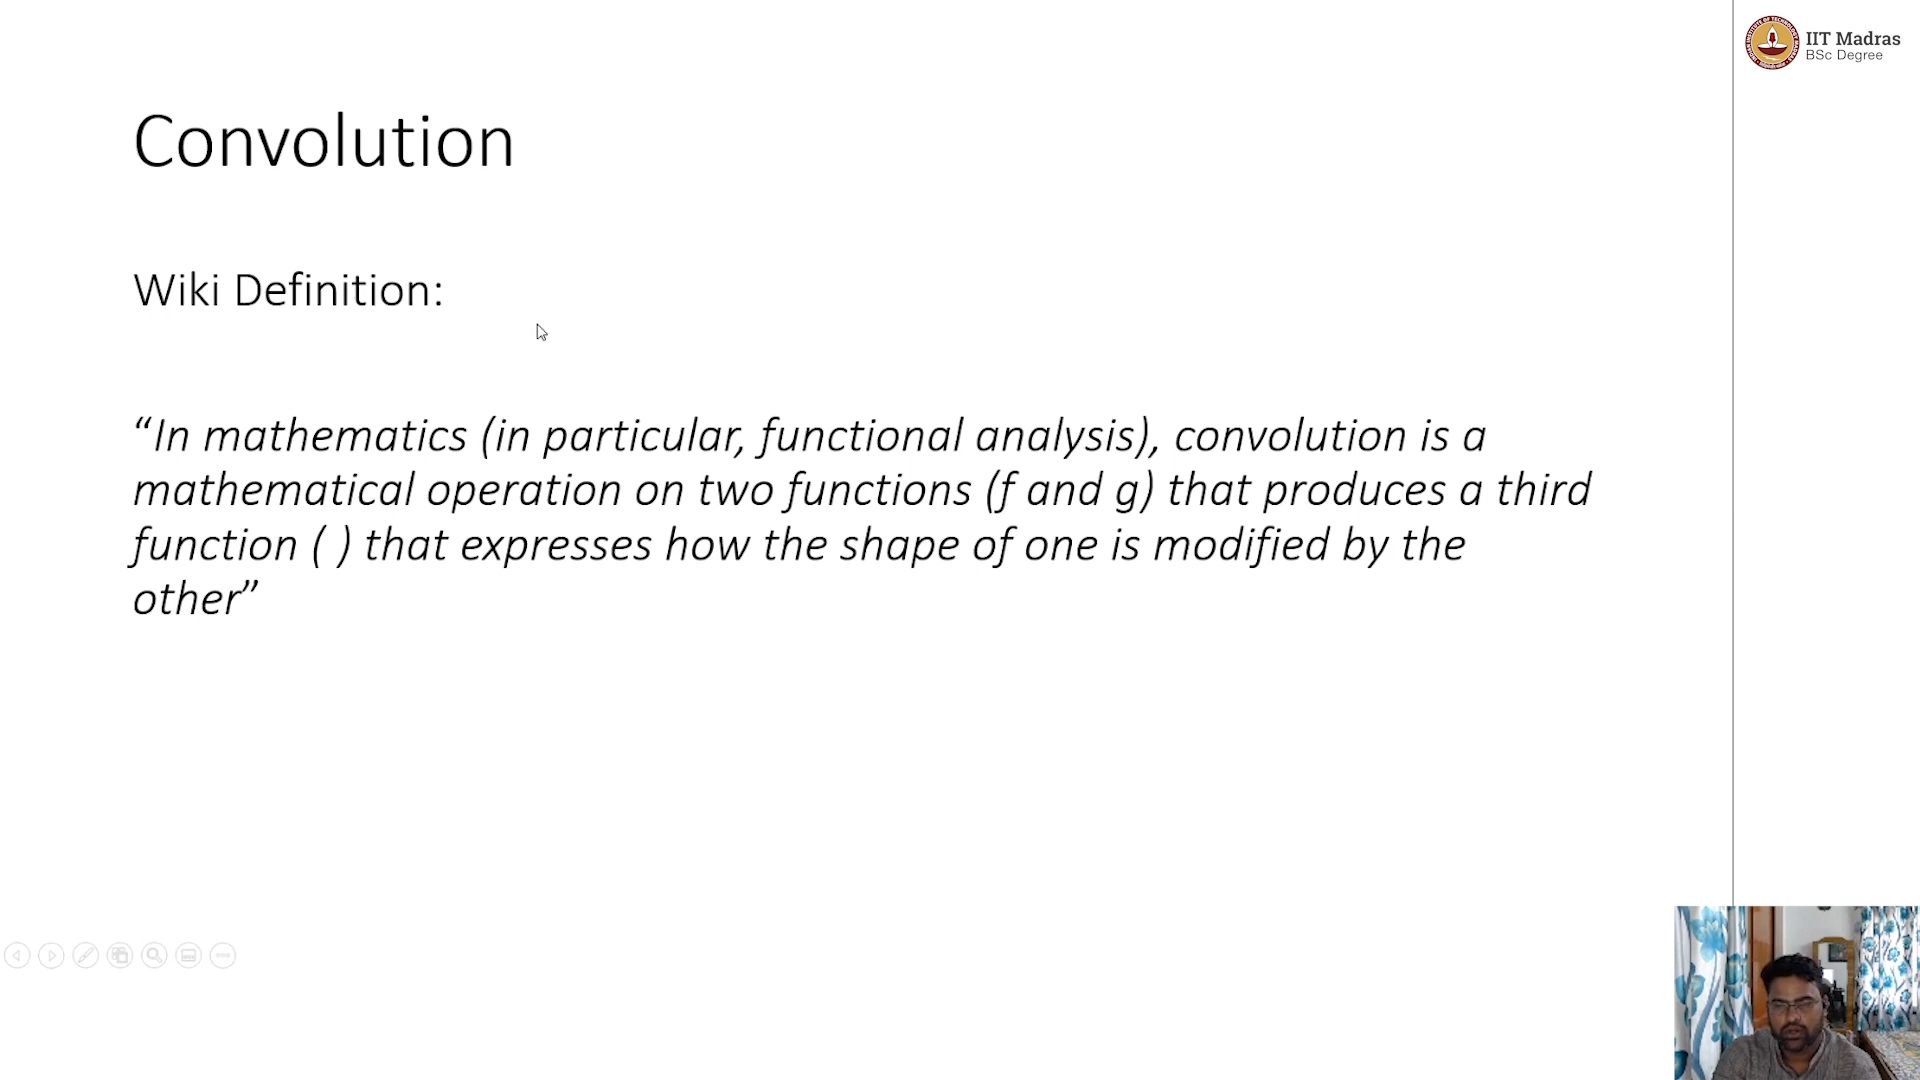 IIT Madras
BSc Degree
Convolution
Wiki Definition:
“In mathematics (in particular, functional analysis), convolution is a
mathematical operation on two functions (f and g) that produces a third
function ( ) that expresses how the shape of one is modified by the
other”